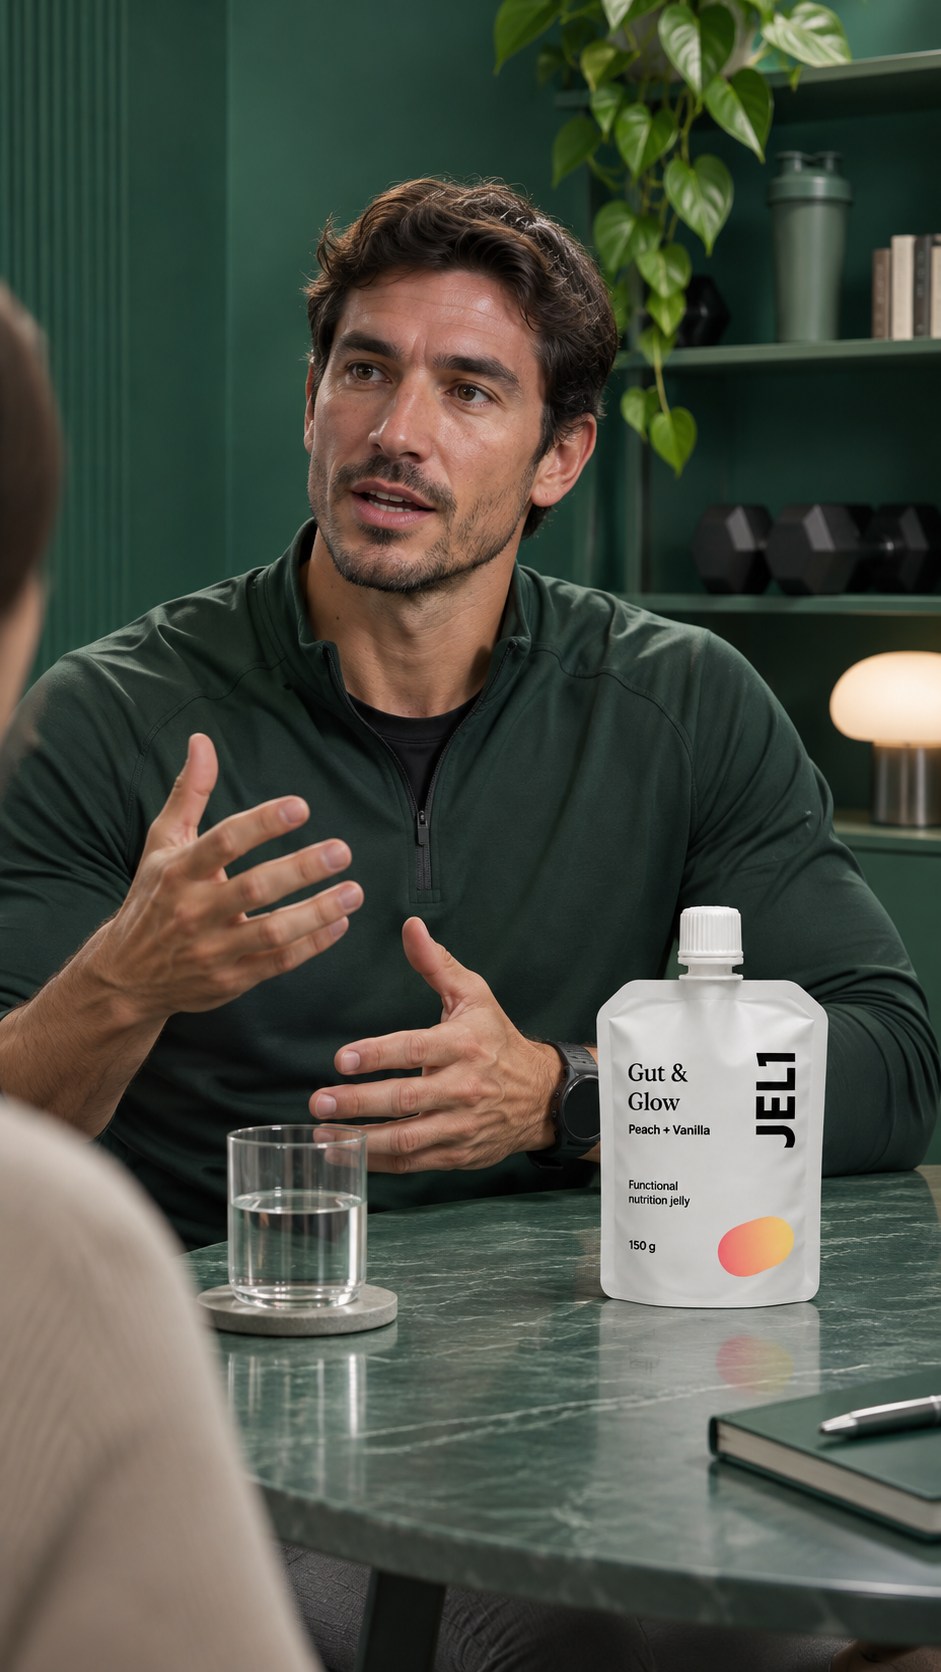 Gut &
Glow
Peach + Vanilla
JEL1
Functional
nutrition jelly
150 g